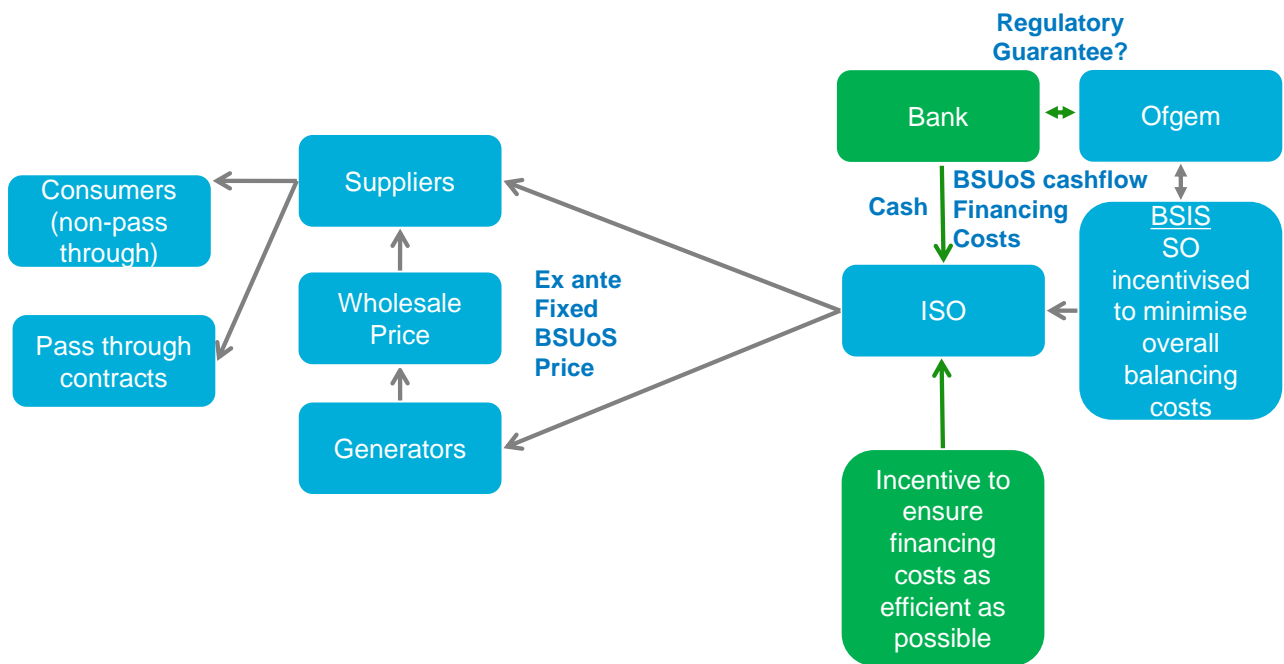 Regulatory
Guarantee?
Bank
Ofgem
Suppliers
Consumers
(non-pass
through)
Cash
BSUoS cashflow
Financing
Costs
BSIS
SO
incentivised
to minimise
overall
balancing
costs
Wholesale
Price
Ex ante
Fixed
BSUoS
Price
ISO
Pass through
contracts
Generators
Incentive to
ensure
financing
costs as
efficient as
possible